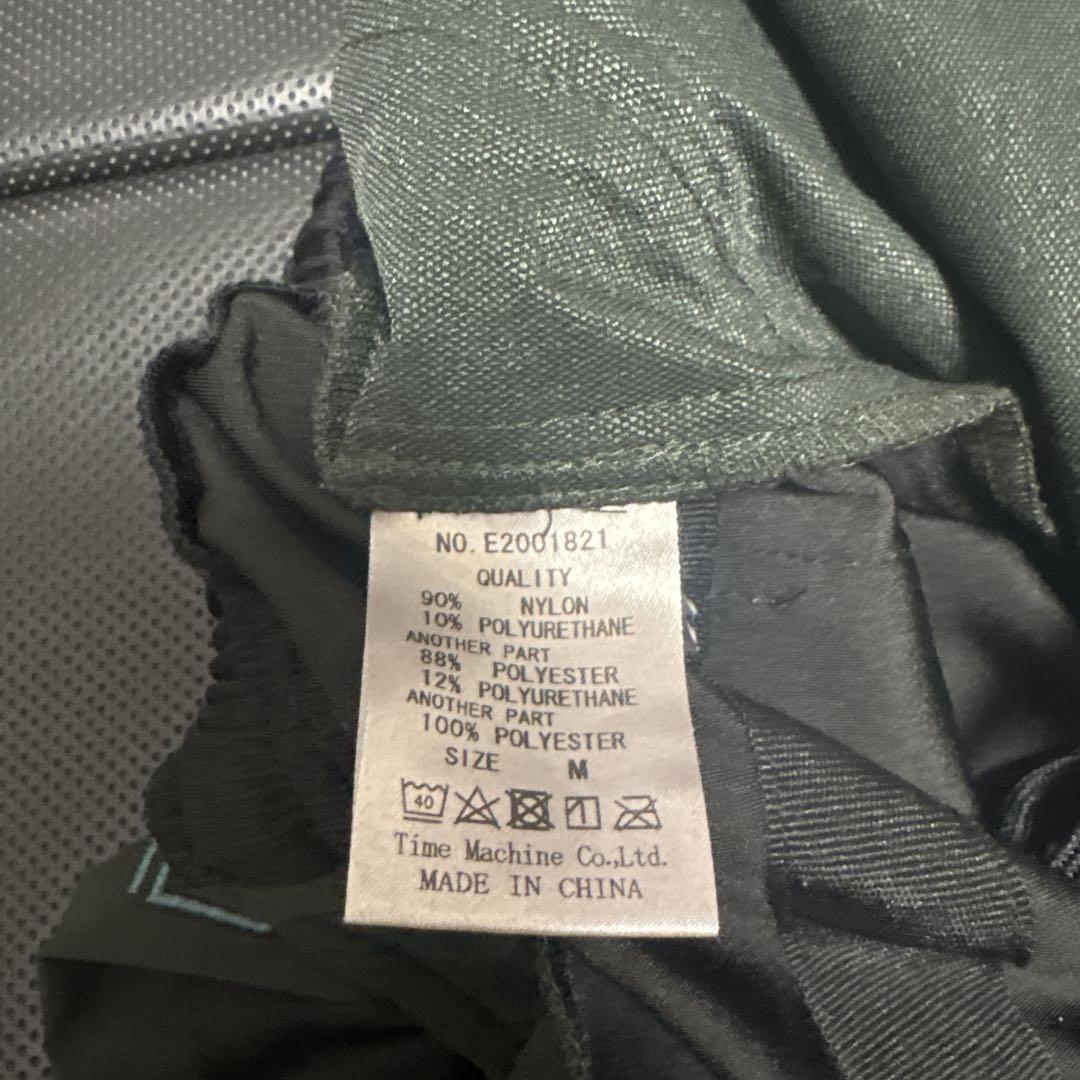 NO. E2001821
QUALITY
90% NYLON
10% POLYURETHANE
ANOTHER PART
88% POLYESTER
12% POLYURETHANE
ANOTHER PART
100% POLYESTER
SIZE M
40
Time Machine Co.,Ltd.
MADE IN CHINA